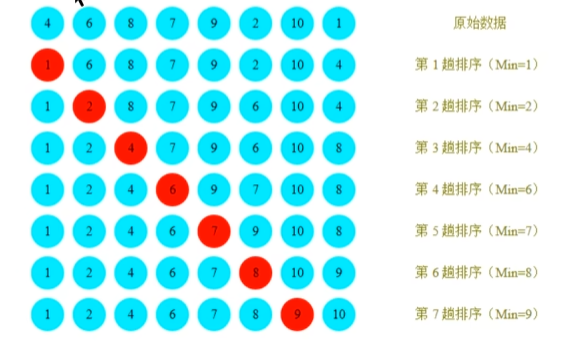 4 6 8 7 9 2 10 1 原始数据
1 6 8 7 9 2 10 4 第 1 趟排序（Min=1）
1 2 8 7 9 6 10 4 第 2 趟排序（Min=2）
1 2 4 7 9 6 10 8 第 3 趟排序（Min=4）
1 2 4 6 9 7 10 8 第 4 趟排序（Min=6）
1 2 4 6 7 9 10 8 第 5 趟排序（Min=7）
1 2 4 6 7 8 10 9 第 6 趟排序（Min=8）
1 2 4 6 7 8 9 10 第 7 趟排序（Min=9）